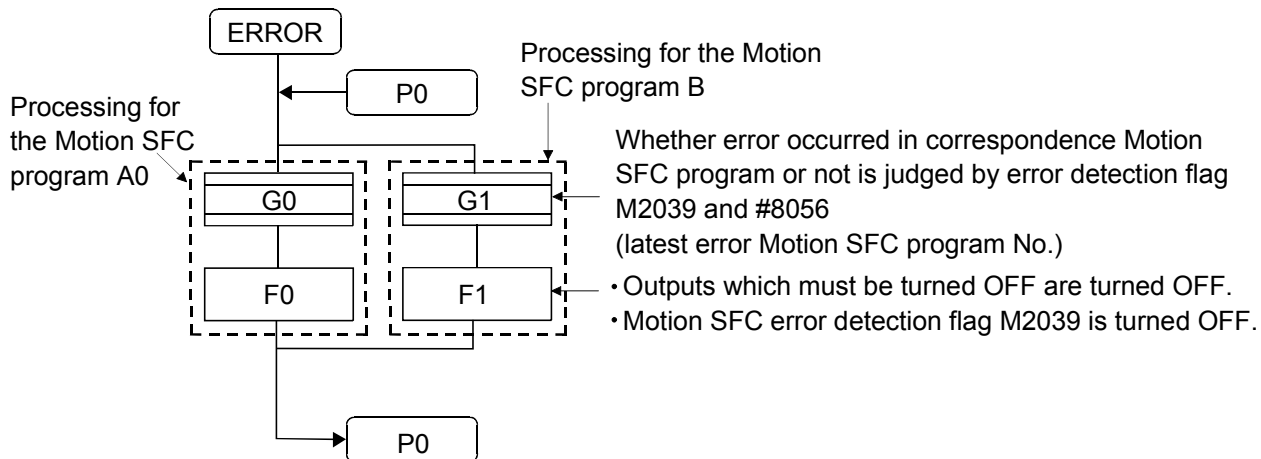 ERROR
P0
Processing for the Motion
SFC program B
Processing for
the Motion SFC
program A0
Whether error occurred in correspondence Motion
SFC program or not is judged by error detection flag
M2039 and #8056
(latest error Motion SFC program No.)
G0
G1
F0
F1
・Outputs which must be turned OFF are turned OFF.
・Motion SFC error detection flag M2039 is turned OFF.
P0